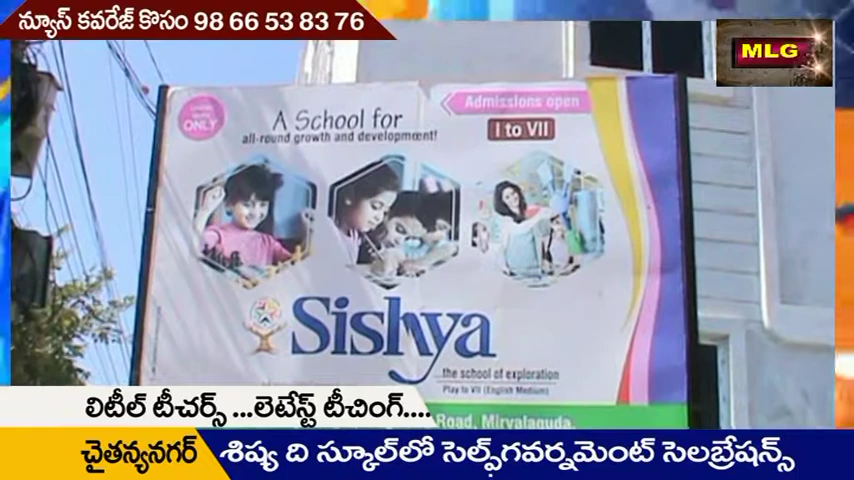 న్యూస్ కవరేజ్ కోసం 98 66 53 83 76
MLG
ONLY
A School for
all-round growth and development!
Admissions open
I to VII
Sishya
...the school of exploration
Play to VII (English Medium)
Road, Miryalaguda.
లిటిల్ టీచర్స్ ...లెటేస్ట్ టీచింగ్....
చైతన్యనగర్
శిష్య ది స్కూల్‌లో సెల్ఫ్‌గవర్నమెంట్ సెలబ్రేషన్స్